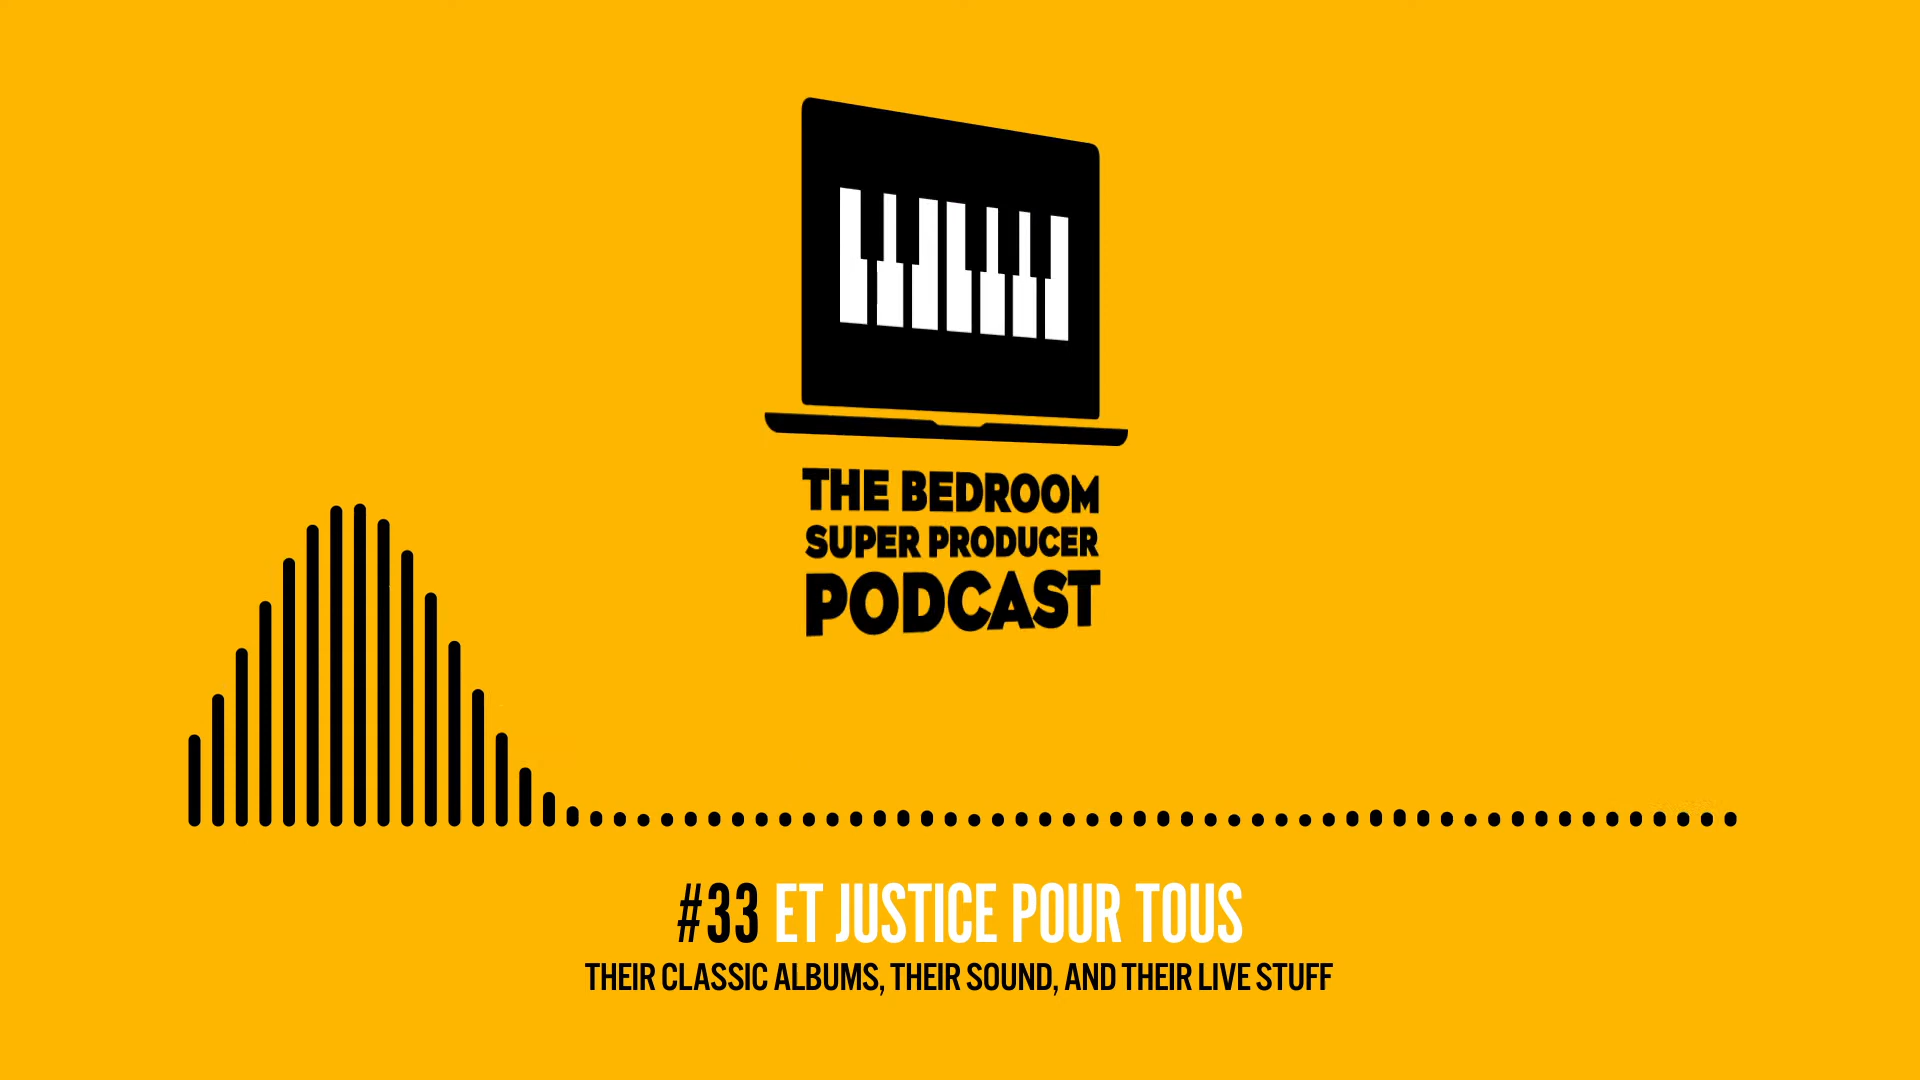 THE BEDROOM
SUPER PRODUCER
PODCAST
#33 ET JUSTICE POUR TOUS
THEIR CLASSIC ALBUMS, THEIR SOUND, AND THEIR LIVE STUFF